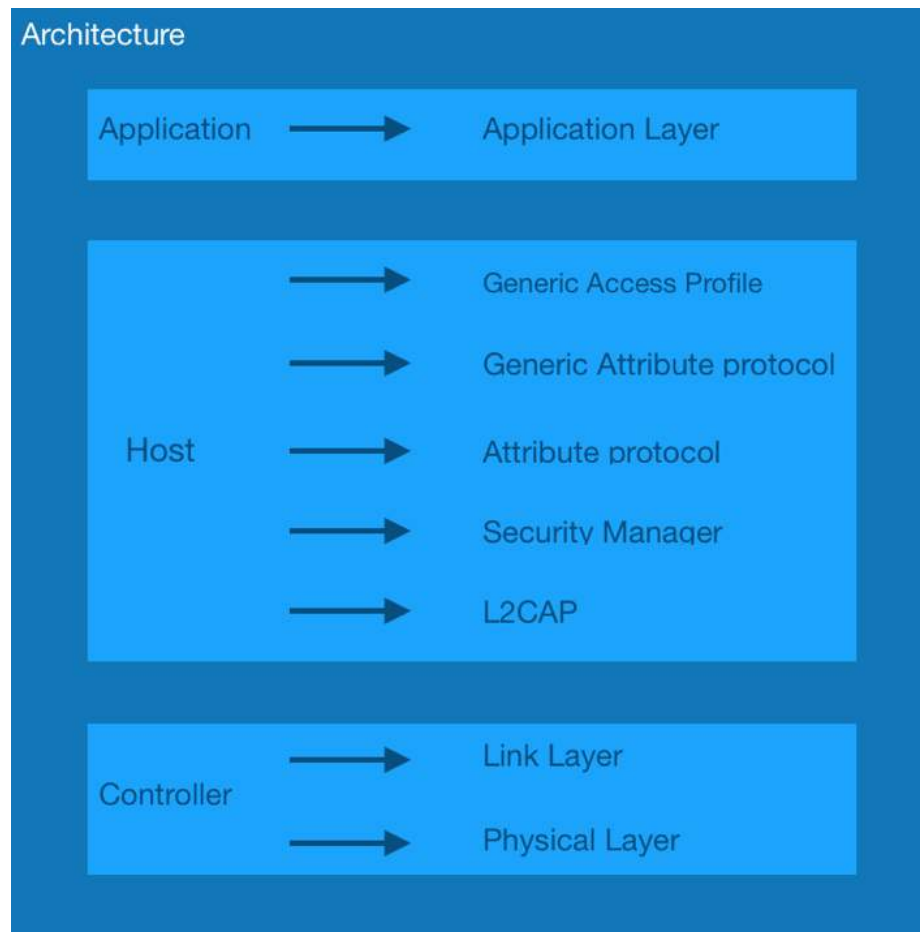 Architecture
Application Application Layer
Generic Access Profile
Generic Attribute protocol
Host Attribute protocol
Security Manager
L2CAP
Link Layer
Controller
Physical Layer